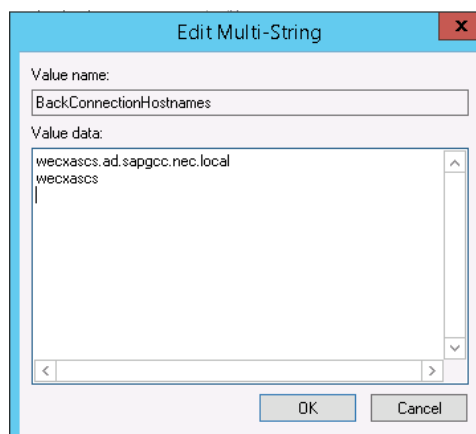 Edit Multi-String
x
Value name:
BackConnectionHostnames
Value data:
wecxascs.ad.sapgcc.nec.local
wecxascs
OK
Cancel